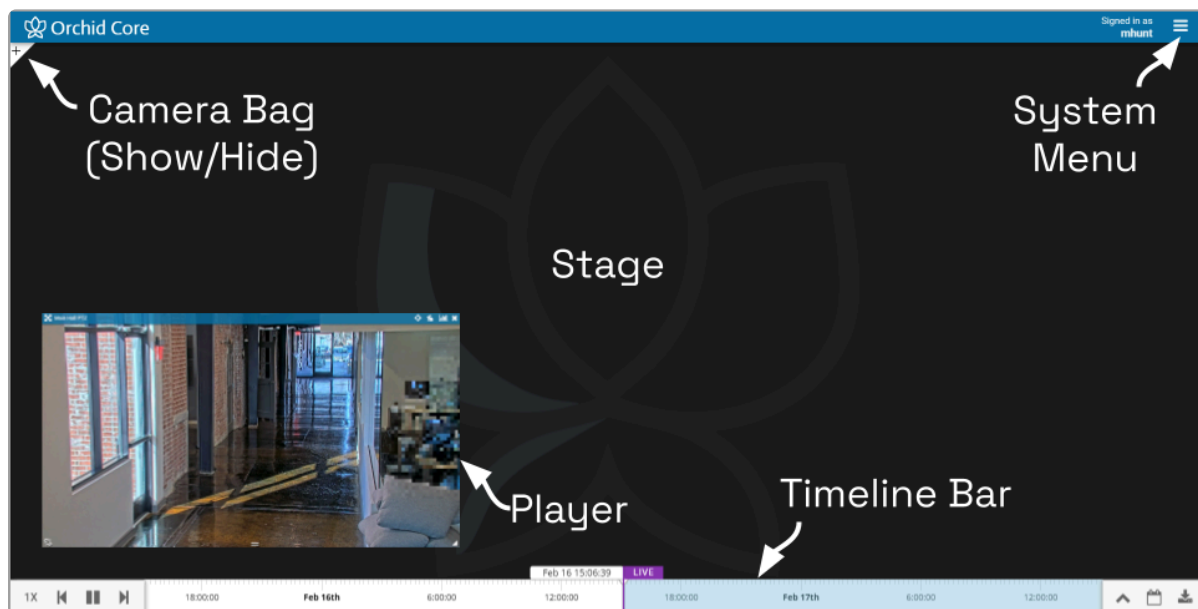 Orchid Core
Signed in as
mhunt
+
Camera Bag
(Show/Hide)
System
Menu
Stage
Player
Timeline Bar
Feb 16 15:06:39
LIVE
1X
18:00:00
Feb 16th
6:00:00
12:00:00
18:00:00
Feb 17th
6:00:00
12:00:00